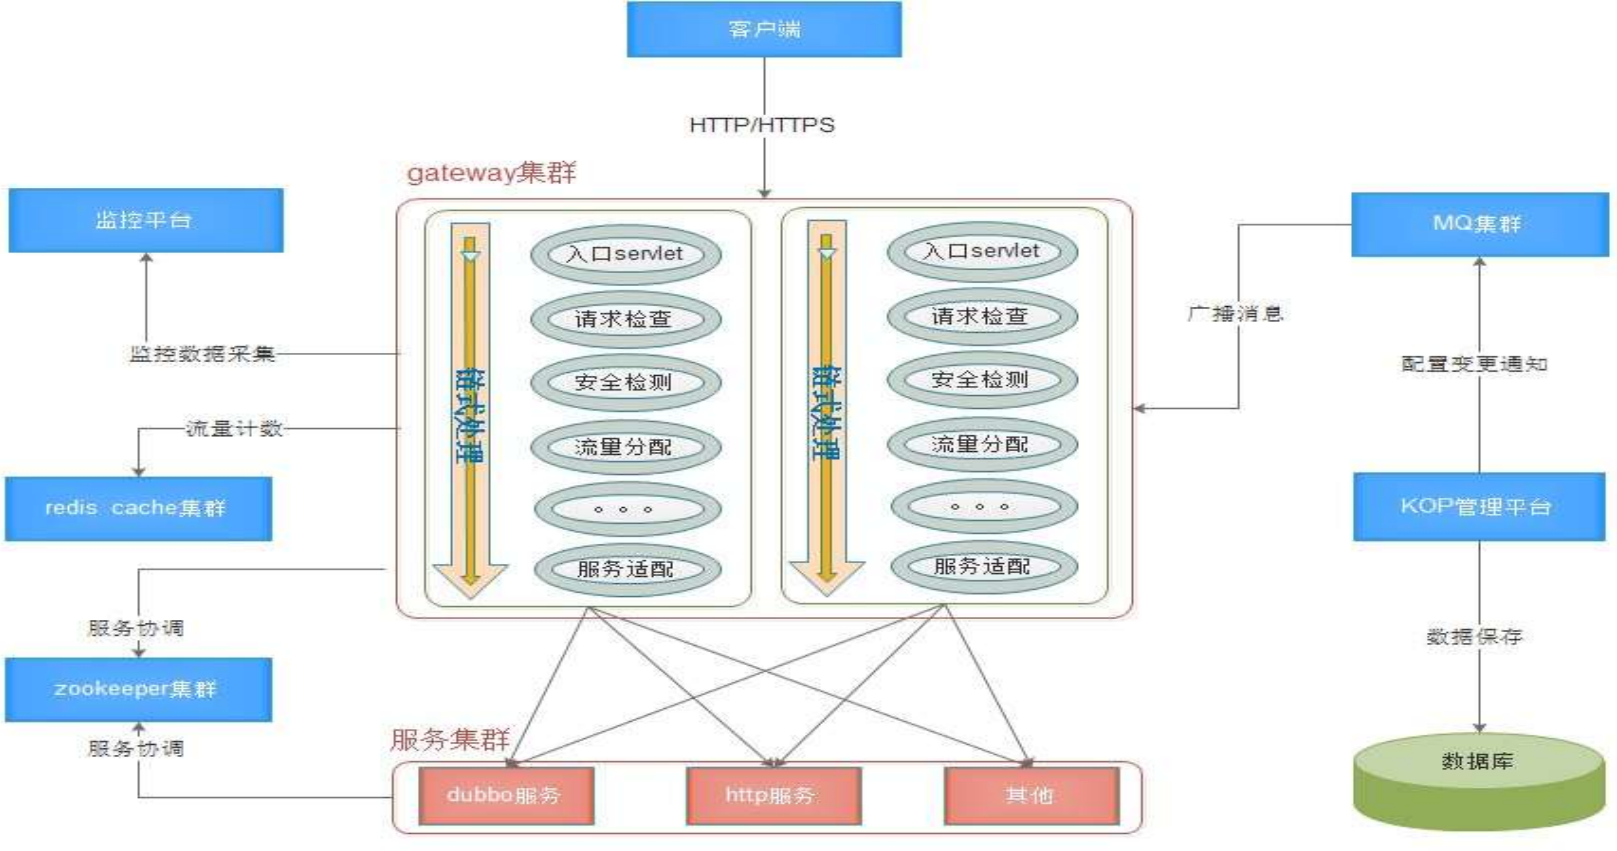 客户端
HTTP/HTTPS
gateway集群
监控平台
MQ集群
入口servlet
入口servlet
请求检查
请求检查
广播消息
监控数据采集
配置变更通知
安全检测
安全检测
链式处理
链式处理
流量计数
流量分配
流量分配
redis cache集群
。。。
。。。
KOP管理平台
服务适配
服务适配
服务协调
数据保存
zookeeper集群
服务协调
服务集群
数据库
dubbo服务
http服务
其他